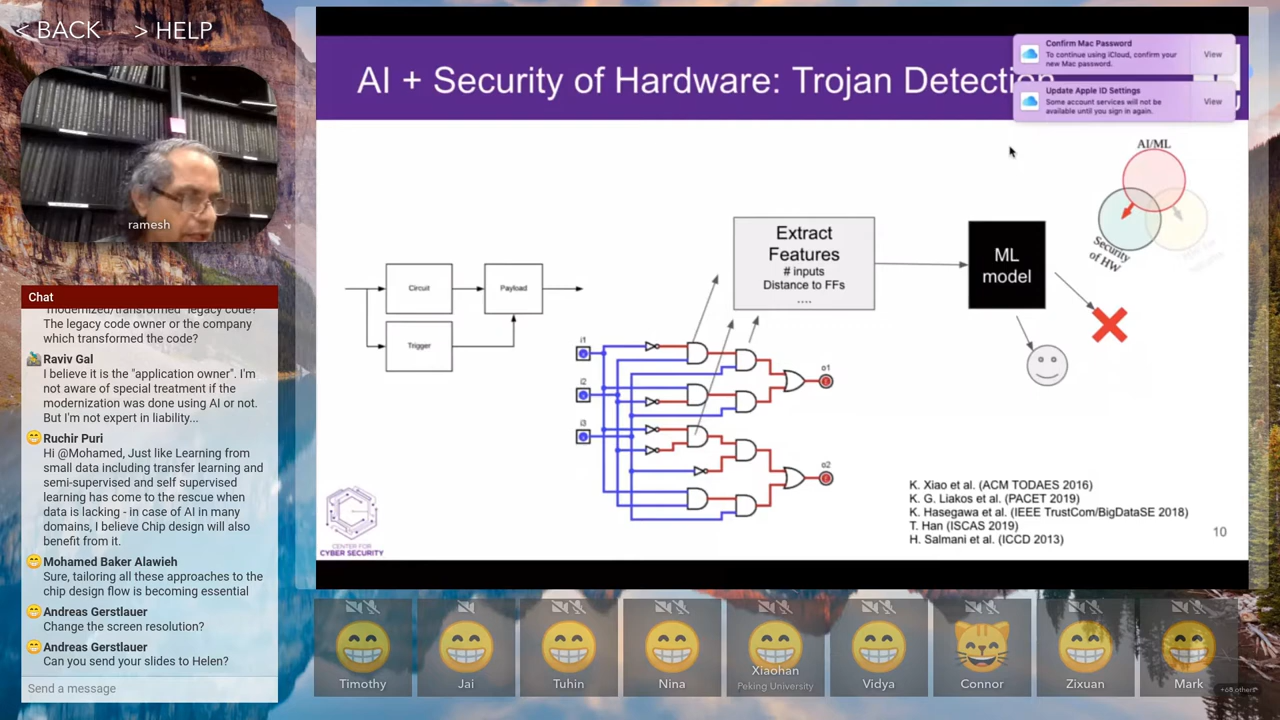 < BACK > HELP
ramesh
Chat
"modernized/transformed" legacy code?
The legacy code owner or the company
which transformed the code?
Raviv Gal
I believe it is the "application owner". I'm
not aware of special treatment if the
modernization was done using AI or not.
But I'm not expert in liability...
Ruchir Puri
Hi @Mohamed, Just like Learning from
small data including transfer learning and
semi-supervised and self supervised
learning has come to the rescue when
data is lacking - in case of AI in many
domains, I believe Chip design will also
benefit from it.
Mohamed Baker Alawieh
Sure, tailoring all these approaches to the
chip design flow is becoming essential
Andreas Gerstlauer
Change the screen resolution?
Andreas Gerstlauer
Can you send your slides to Helen?
Send a message
AI + Security of Hardware: Trojan Detection
Confirm Mac Password
To continue using iCloud, confirm your
new Mac password.
View
Update Apple ID Settings
Some account services will not be
available until you sign in again.
View
AI/ML
Security
of HW
Circuit
Payload
Trigger
Extract
Features
# inputs
Distance to FFs
....
ML
model
i1
i2
i3
o1
o2
K. Xiao et al. (ACM TODAES 2016)
K. G. Liakos et al. (PACET 2019)
K. Hasegawa et al. (IEEE TrustCom/BigDataSE 2018)
T. Han (ISCAS 2019)
H. Salmani et al. (ICCD 2013)
10
CENTER FOR
CYBER SECURITY
Timothy
Jai
Tuhin
Nina
Xiaohan
Peking University
Vidya
Connor
Zixuan
Mark
+68 others